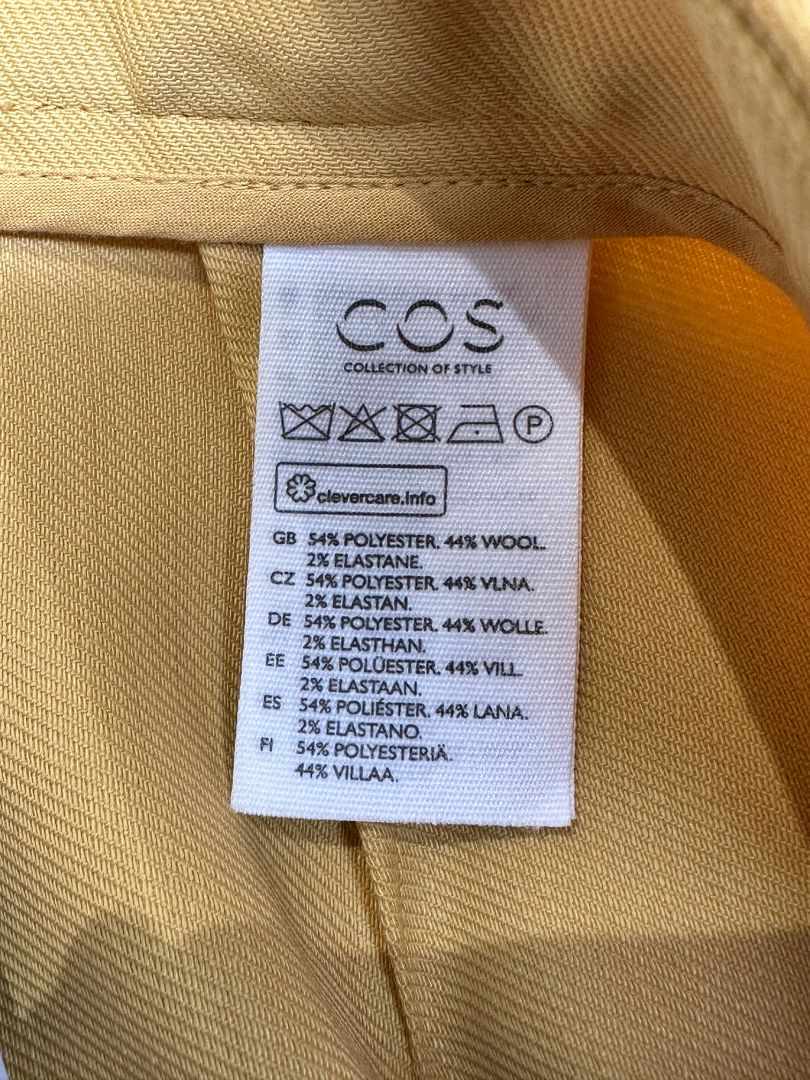 COS
COLLECTION OF STYLE
P
clevercare.info
GB 54% POLYESTER. 44% WOOL.
2% ELASTANE.
CZ 54% POLYESTER. 44% VLNA.
2% ELASTAN.
DE 54% POLYESTER. 44% WOLLE.
2% ELASTHAN.
EE 54% POLÜESTER. 44% VILL.
2% ELASTAAN.
ES 54% POLIÉSTER. 44% LANA.
2% ELASTANO.
FI 54% POLYESTERIÄ.
44% VILLAA.